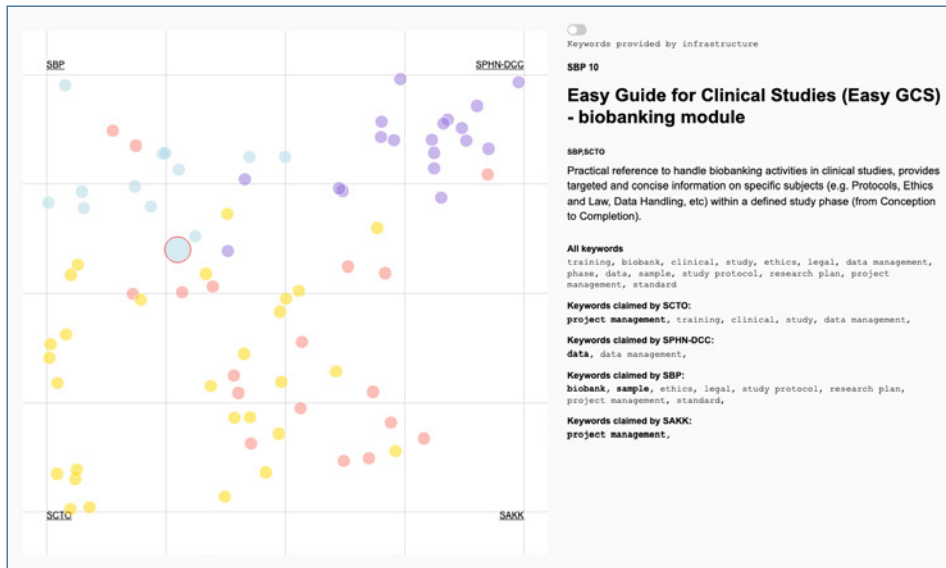 SBP
SPHN-DCC
SCTO
SAKK
Keywords provided by infrastructure
SBP 10
Easy Guide for Clinical Studies (Easy GCS)
- biobanking module
SBP,SCTO
Practical reference to handle biobanking activities in clinical studies, provides
targeted and concise information on specific subjects (e.g. Protocols, Ethics
and Law, Data Handling, etc) within a defined study phase (from Conception
to Completion).
All keywords
training, biobank, clinical, study, ethics, legal, data management,
phase, data, sample, study protocol, research plan, project
management, standard
Keywords claimed by SCTO:
project management, training, clinical, study, data management,
Keywords claimed by SPHN-DCC:
data, data management,
Keywords claimed by SBP:
biobank, sample, ethics, legal, study protocol, research plan,
project management, standard,
Keywords claimed by SAKK:
project management,